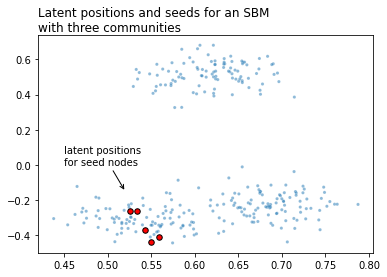 Latent positions and seeds for an SBM
with three communities
0.6
0.4
0.2
latent positions
for seed nodes
0.0
−0.2
−0.4
0.45 0.50 0.55 0.60 0.65 0.70 0.75 0.80